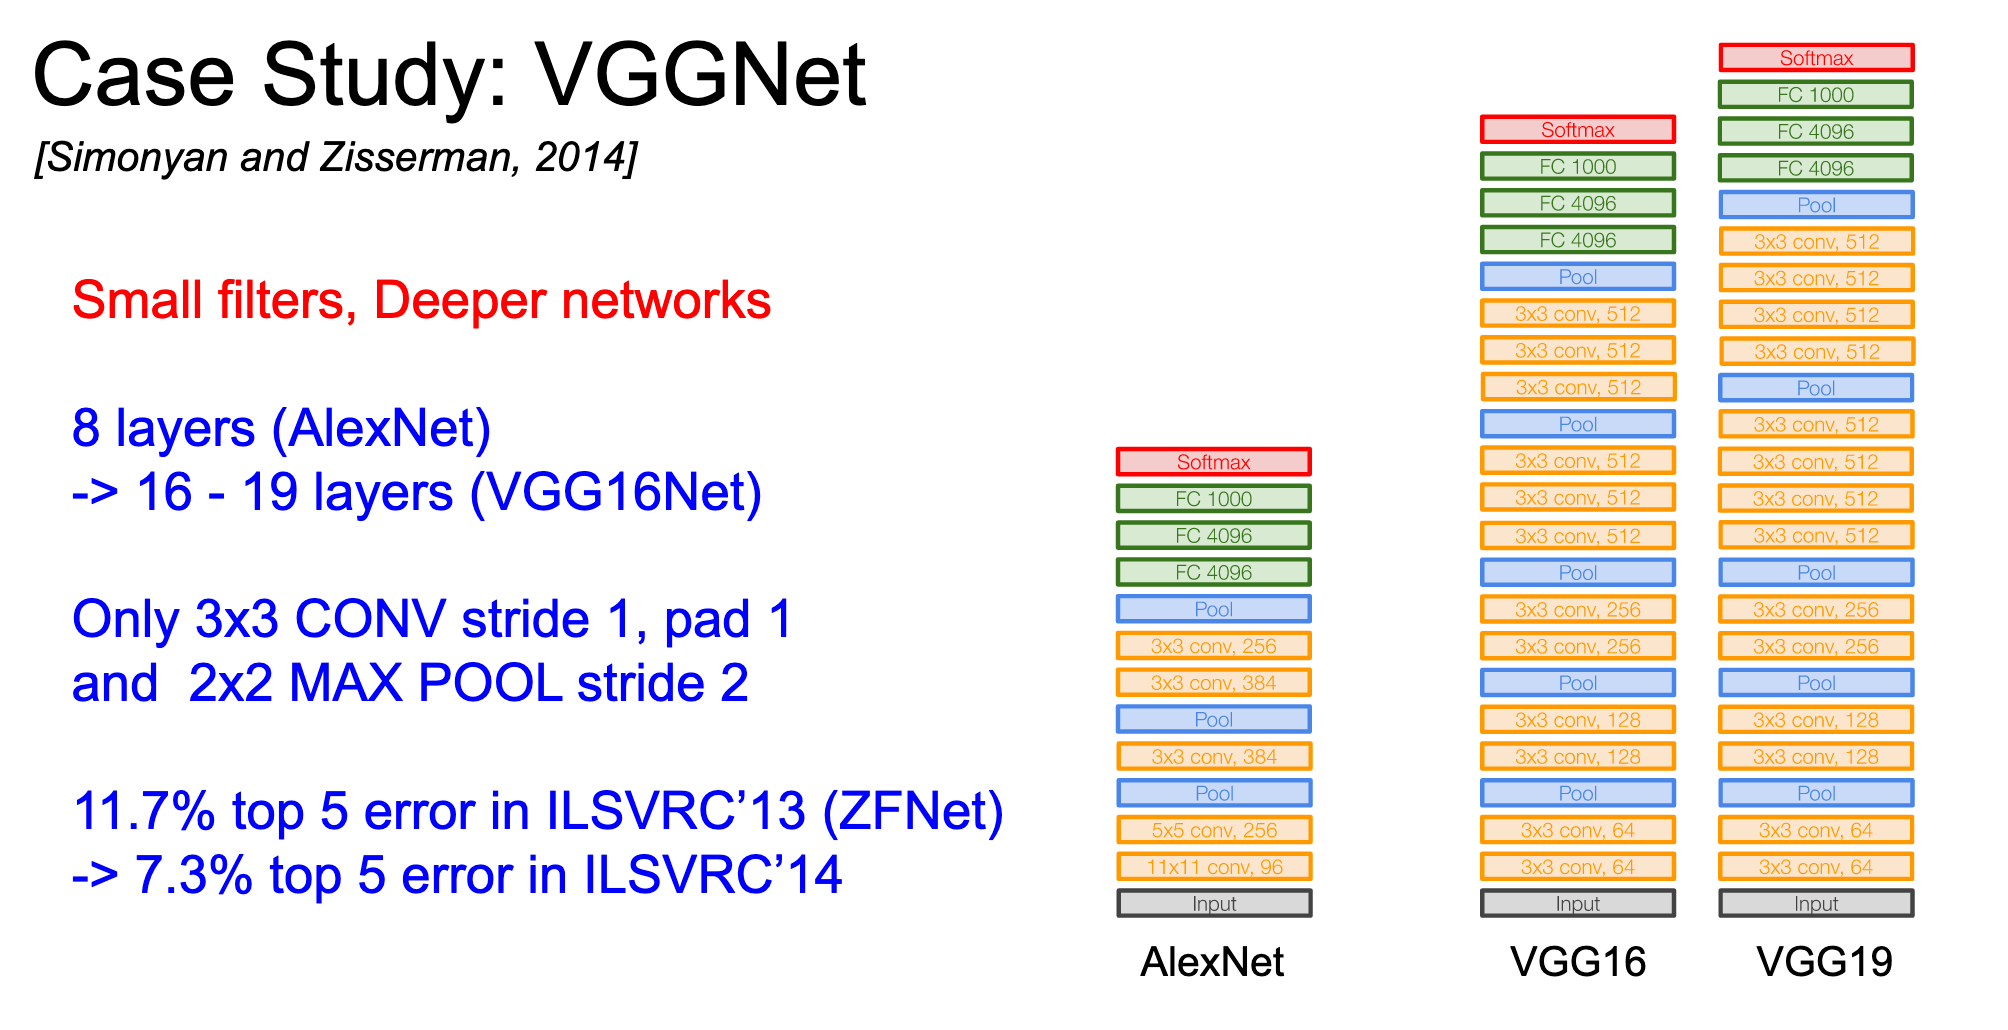 Case Study: VGGNet
[Simonyan and Zisserman, 2014]
Small filters, Deeper networks
8 layers (AlexNet)
-> 16 - 19 layers (VGG16Net)
Only 3x3 CONV stride 1, pad 1
and 2x2 MAX POOL stride 2
11.7% top 5 error in ILSVRC’13 (ZFNet)
-> 7.3% top 5 error in ILSVRC’14
Softmax
FC 1000
FC 4096
FC 4096
Pool
3x3 conv, 256
3x3 conv, 384
Pool
3x3 conv, 384
Pool
5x5 conv, 256
11x11 conv, 96
Input
AlexNet
Softmax
FC 1000
FC 4096
FC 4096
Pool
3x3 conv, 512
3x3 conv, 512
3x3 conv, 512
Pool
3x3 conv, 512
3x3 conv, 512
3x3 conv, 512
Pool
3x3 conv, 256
3x3 conv, 256
Pool
3x3 conv, 128
3x3 conv, 128
Pool
3x3 conv, 64
3x3 conv, 64
Input
VGG16
Softmax
FC 1000
FC 4096
FC 4096
Pool
3x3 conv, 512
3x3 conv, 512
3x3 conv, 512
3x3 conv, 512
Pool
3x3 conv, 512
3x3 conv, 512
3x3 conv, 512
3x3 conv, 512
Pool
3x3 conv, 256
3x3 conv, 256
Pool
3x3 conv, 128
3x3 conv, 128
Pool
3x3 conv, 64
3x3 conv, 64
Input
VGG19